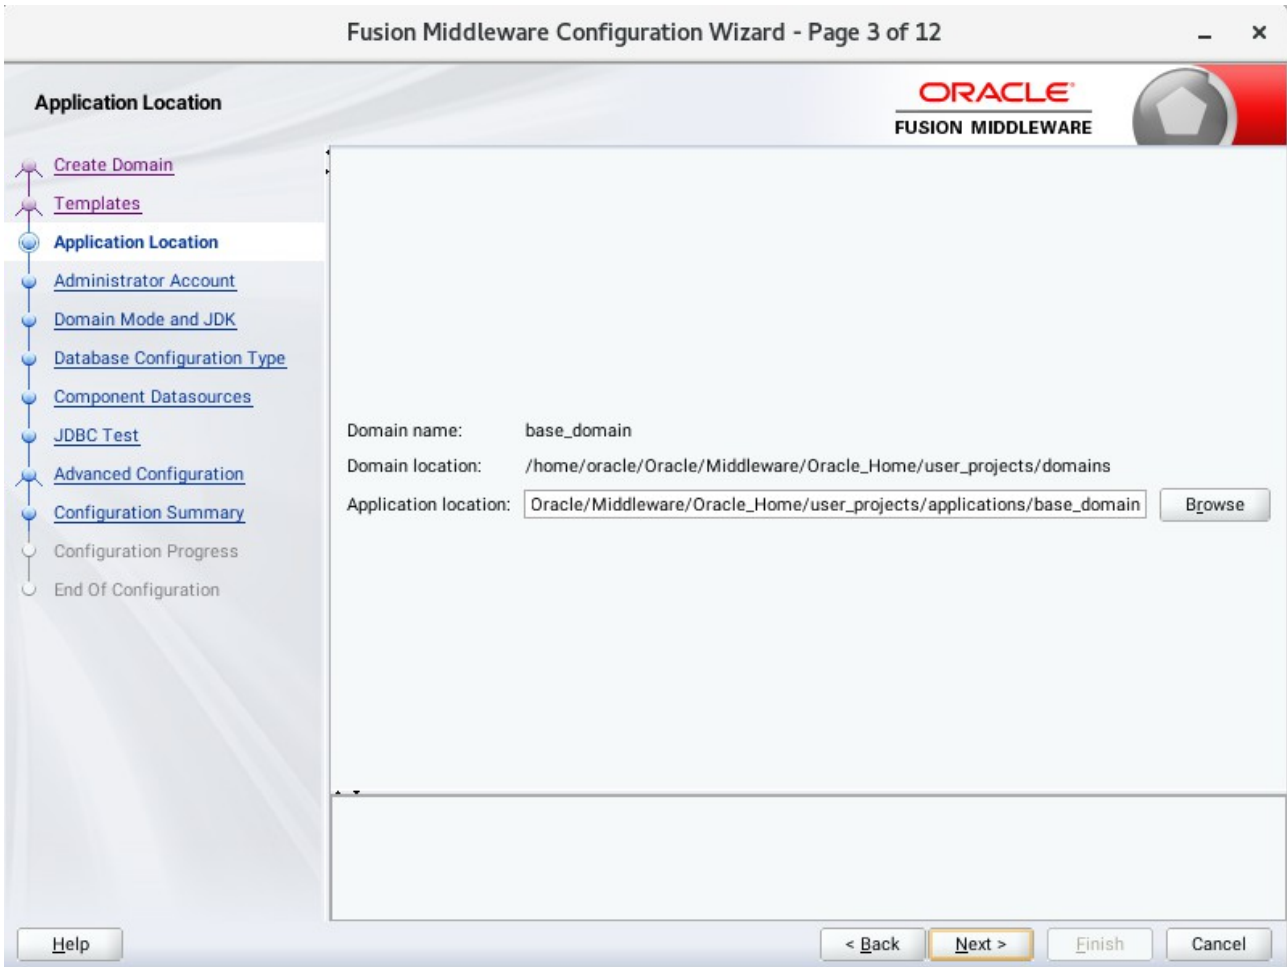 Fusion Middleware Configuration Wizard - Page 3 of 12
Application Location
ORACLE
FUSION MIDDLEWARE
Create Domain
Templates
Application Location
Administrator Account
Domain Mode and JDK
Database Configuration Type
Component Datasources
JDBC Test
Advanced Configuration
Configuration Summary
Configuration Progress
End Of Configuration
Domain name: base_domain
Domain location: /home/oracle/Oracle/Middleware/Oracle_Home/user_projects/domains
Application location: Oracle/Middleware/Oracle_Home/user_projects/applications/base_domain Browse
Help < Back Next > Finish Cancel